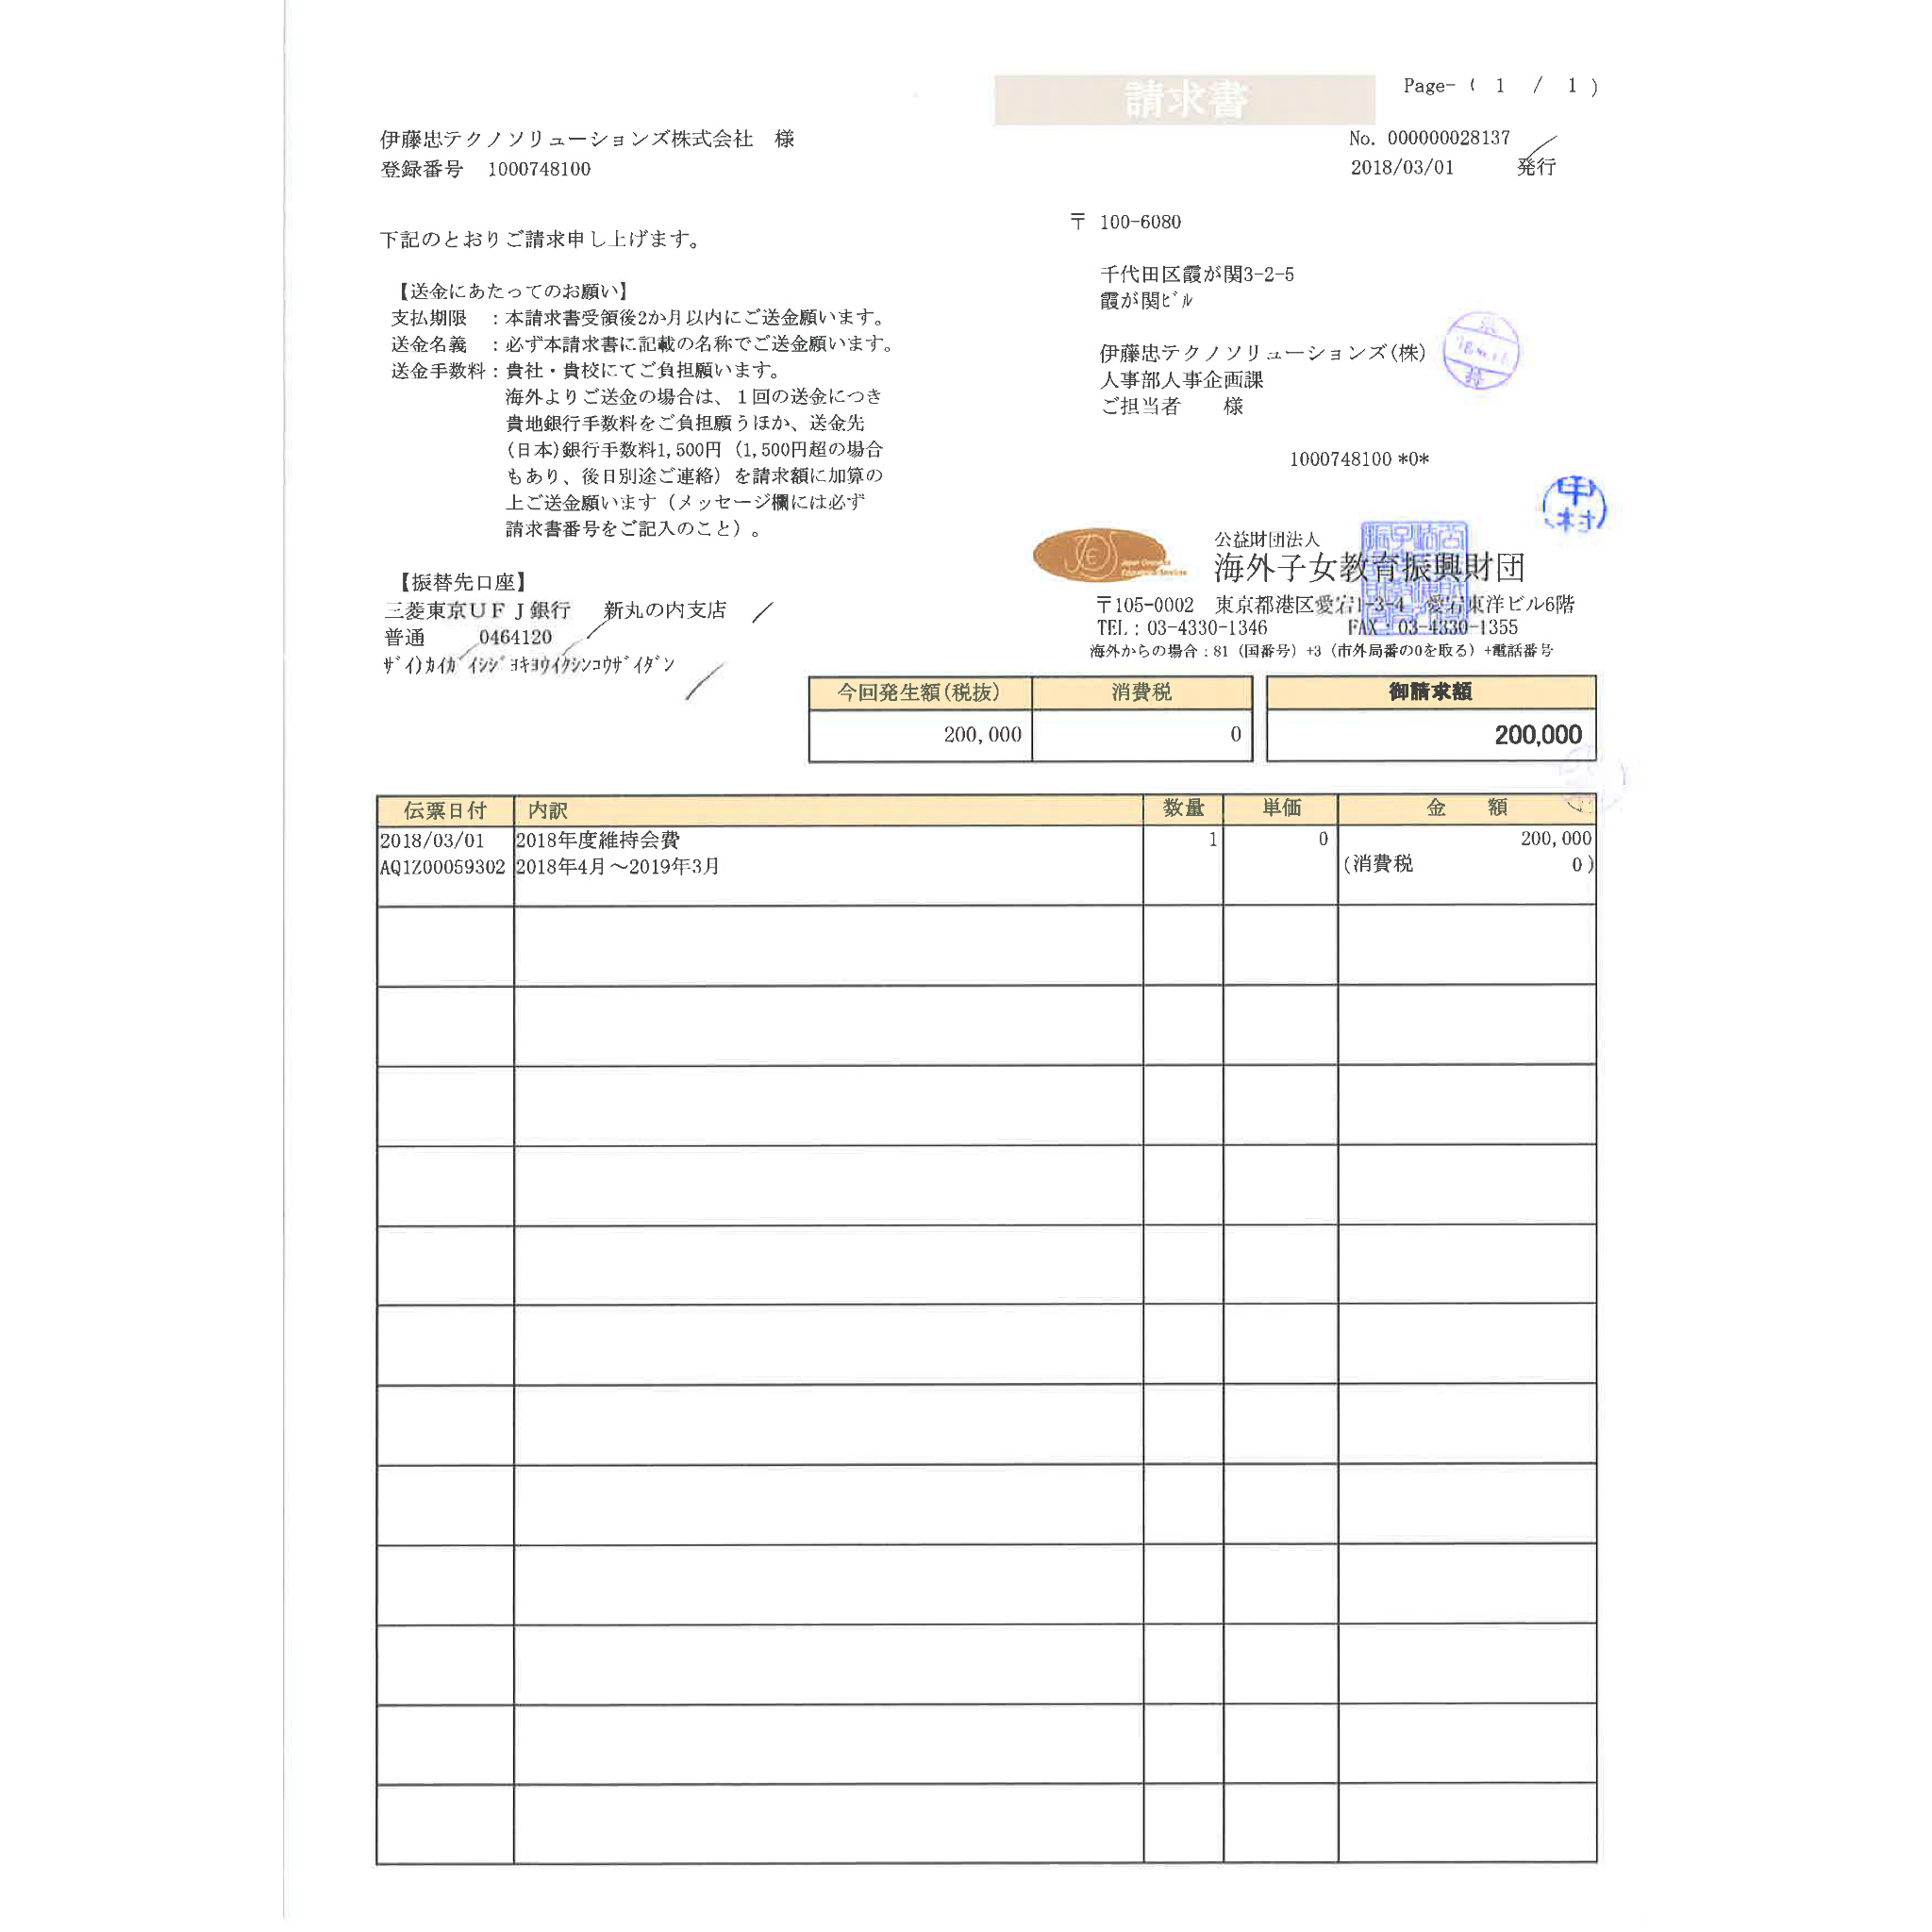 請求書
Page- ( 1 / 1 )
伊藤忠テクノソリューションズ株式会社 様
登録番号 1000748100
No. 000000028137
2018/03/01 発行
下記のとおりご請求申し上げます。
〒 100-6080
千代田区霞が関3-2-5
霞が関ﾋﾞﾙ
伊藤忠テクノソリューションズ(株)
人事部人事企画課
ご担当者 様
1000748100 *0*
【送金にあたってのお願い】
支払期限 ：本請求書受領後2か月以内にご送金願います。
送金名義 ：必ず本請求書に記載の名称でご送金願います。
送金手数料：貴社・貴校にてご負担願います。
海外よりご送金の場合は、１回の送金につき
貴地銀行手数料をご負担願うほか、送金先
(日本)銀行手数料1,500円（1,500円超の場合
もあり、後日別途ご連絡）を請求額に加算の
上ご送金願います（メッセージ欄には必ず
請求書番号をご記入のこと）。
中村
公益財団法人
海外子女教育振興財団
〒105-0002 東京都港区愛宕1-3-4 愛宕東洋ビル6階
TEL：03-4330-1346 FAX：03-4330-1355
海外からの場合：81（国番号）+3（市外局番の0を取る）+電話番号
【振替先口座】
三菱東京ＵＦＪ銀行 新丸の内支店
普通 0464120
ｻﾞｲ)ｶｲｶﾞｲｼｼﾞﾖｷﾖｳｲｸｼﾝｺｳｻﾞｲﾀﾞﾝ
今回発生額(税抜) 消費税 御請求額
200,000 0 200,000
伝票日付 内訳 数量 単価 金 額
2018/03/01 2018年度維持会費 1 0 200,000
AQ1Z00059302 2018年4月～2019年3月 (消費税 0)